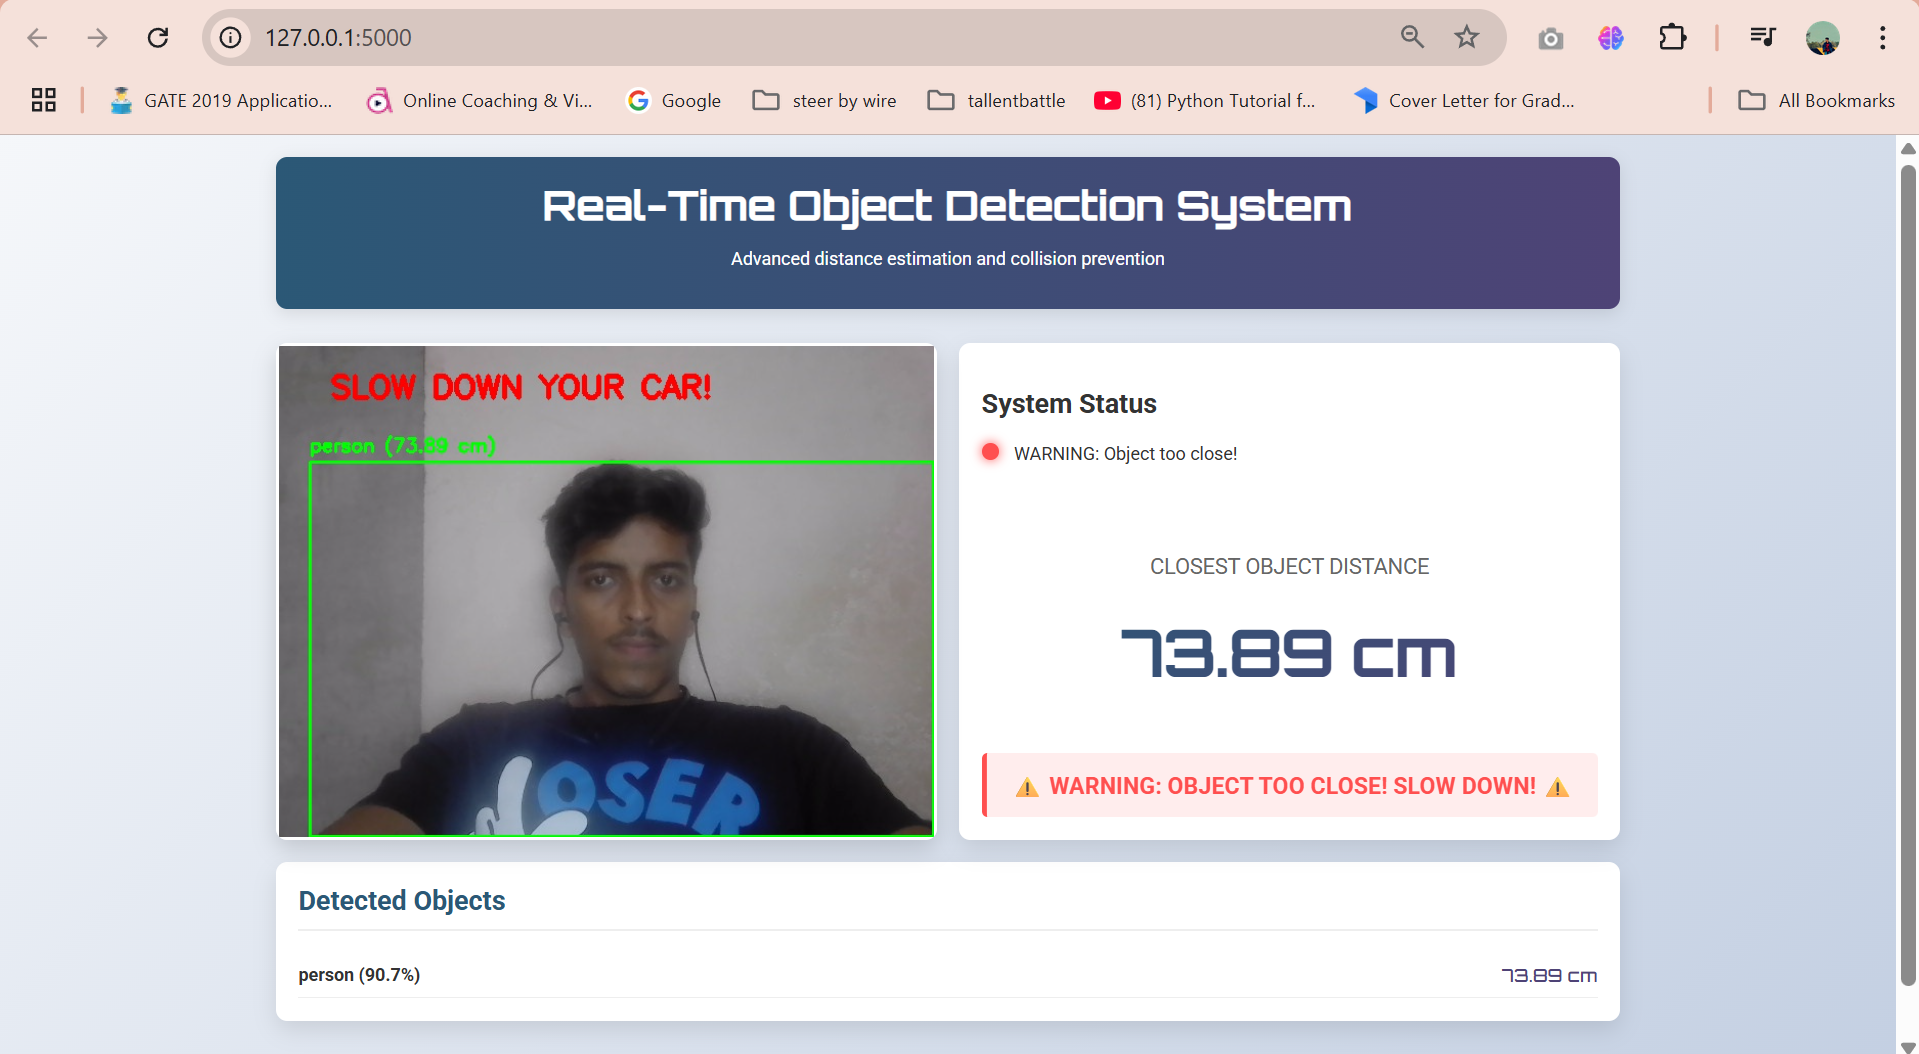 127.0.0.1:5000
GATE 2019 Applicatio...
Online Coaching & Vi...
Google
steer by wire
tallentbattle
(81) Python Tutorial f...
Cover Letter for Grad...
All Bookmarks
Real-Time Object Detection System
Advanced distance estimation and collision prevention
SLOW DOWN YOUR CAR!
person (73.89 cm)
LOSER
System Status
WARNING: Object too close!
CLOSEST OBJECT DISTANCE
73.89 cm
⚠️ WARNING: OBJECT TOO CLOSE! SLOW DOWN! ⚠️
Detected Objects
person (90.7%)
73.89 cm